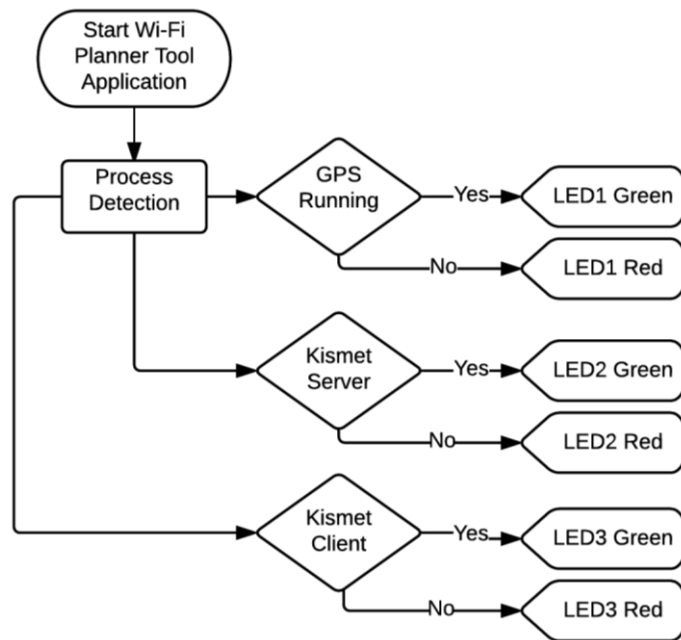 Start Wi-Fi
Planner Tool
Application
Process
Detection
GPS
Running
Yes
LED1 Green
No
LED1 Red
Kismet
Server
Yes
LED2 Green
No
LED2 Red
Kismet
Client
Yes
LED3 Green
No
LED3 Red